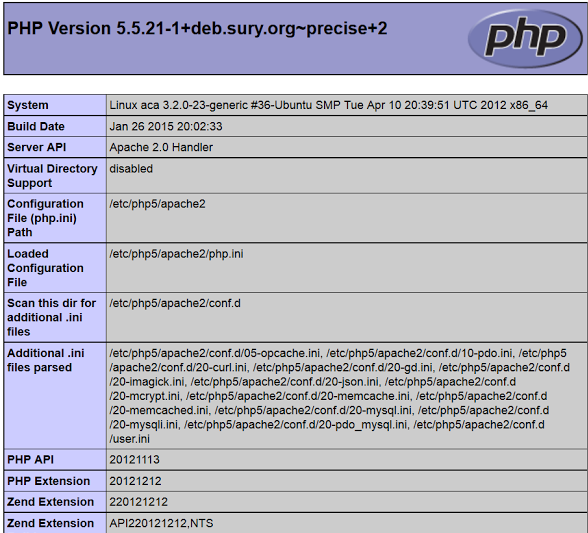 PHP Version 5.5.21-1+deb.sury.org~precise+2
php
System
Linux aca 3.2.0-23-generic #36-Ubuntu SMP Tue Apr 10 20:39:51 UTC 2012 x86_64
Build Date
Jan 26 2015 20:02:33
Server API
Apache 2.0 Handler
Virtual Directory
Support
disabled
Configuration
File (php.ini)
Path
/etc/php5/apache2
Loaded
Configuration
File
/etc/php5/apache2/php.ini
Scan this dir for
additional .ini
files
/etc/php5/apache2/conf.d
Additional .ini
files parsed
/etc/php5/apache2/conf.d/05-opcache.ini, /etc/php5/apache2/conf.d/10-pdo.ini, /etc/php5
/apache2/conf.d/20-curl.ini, /etc/php5/apache2/conf.d/20-gd.ini, /etc/php5/apache2/conf.d
/20-imagick.ini, /etc/php5/apache2/conf.d/20-json.ini, /etc/php5/apache2/conf.d
/20-mcrypt.ini, /etc/php5/apache2/conf.d/20-memcache.ini, /etc/php5/apache2/conf.d
/20-memcached.ini, /etc/php5/apache2/conf.d/20-mysql.ini, /etc/php5/apache2/conf.d
/20-mysqli.ini, /etc/php5/apache2/conf.d/20-pdo_mysql.ini, /etc/php5/apache2/conf.d
/user.ini
PHP API
20121113
PHP Extension
20121212
Zend Extension
220121212
Zend Extension
API220121212,NTS